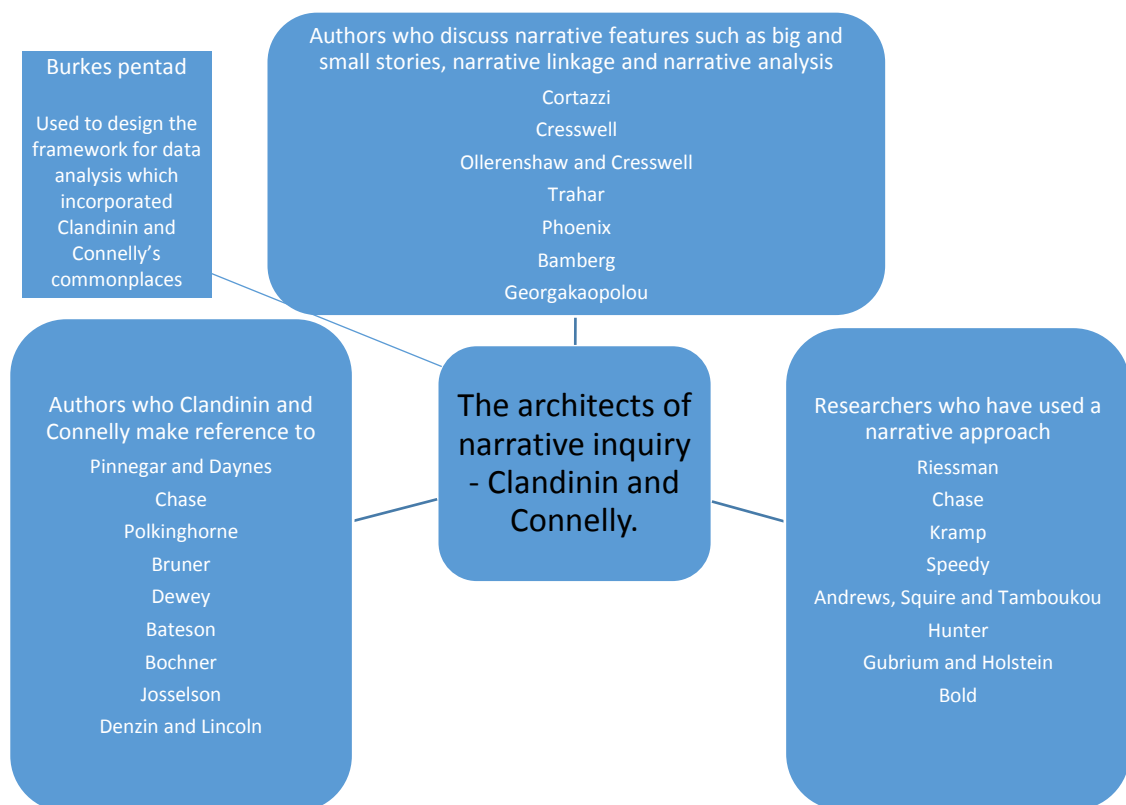 Burkes pentad
Used to design the
framework for data
analysis which
incorporated
Clandinin and
Connelly’s
commonplaces
Authors who discuss narrative features such as big and
small stories, narrative linkage and narrative analysis
Cortazzi
Cresswell
Ollerenshaw and Cresswell
Trahar
Phoenix
Bamberg
Georgakaopolou
Authors who Clandinin and
Connelly make reference to
Pinnegar and Daynes
Chase
Polkinghorne
Bruner
Dewey
Bateson
Bochner
Josselson
Denzin and Lincoln
The architects of
narrative inquiry
- Clandinin and
Connelly.
Researchers who have used a
narrative approach
Riessman
Chase
Kramp
Speedy
Andrews, Squire and Tamboukou
Hunter
Gubrium and Holstein
Bold